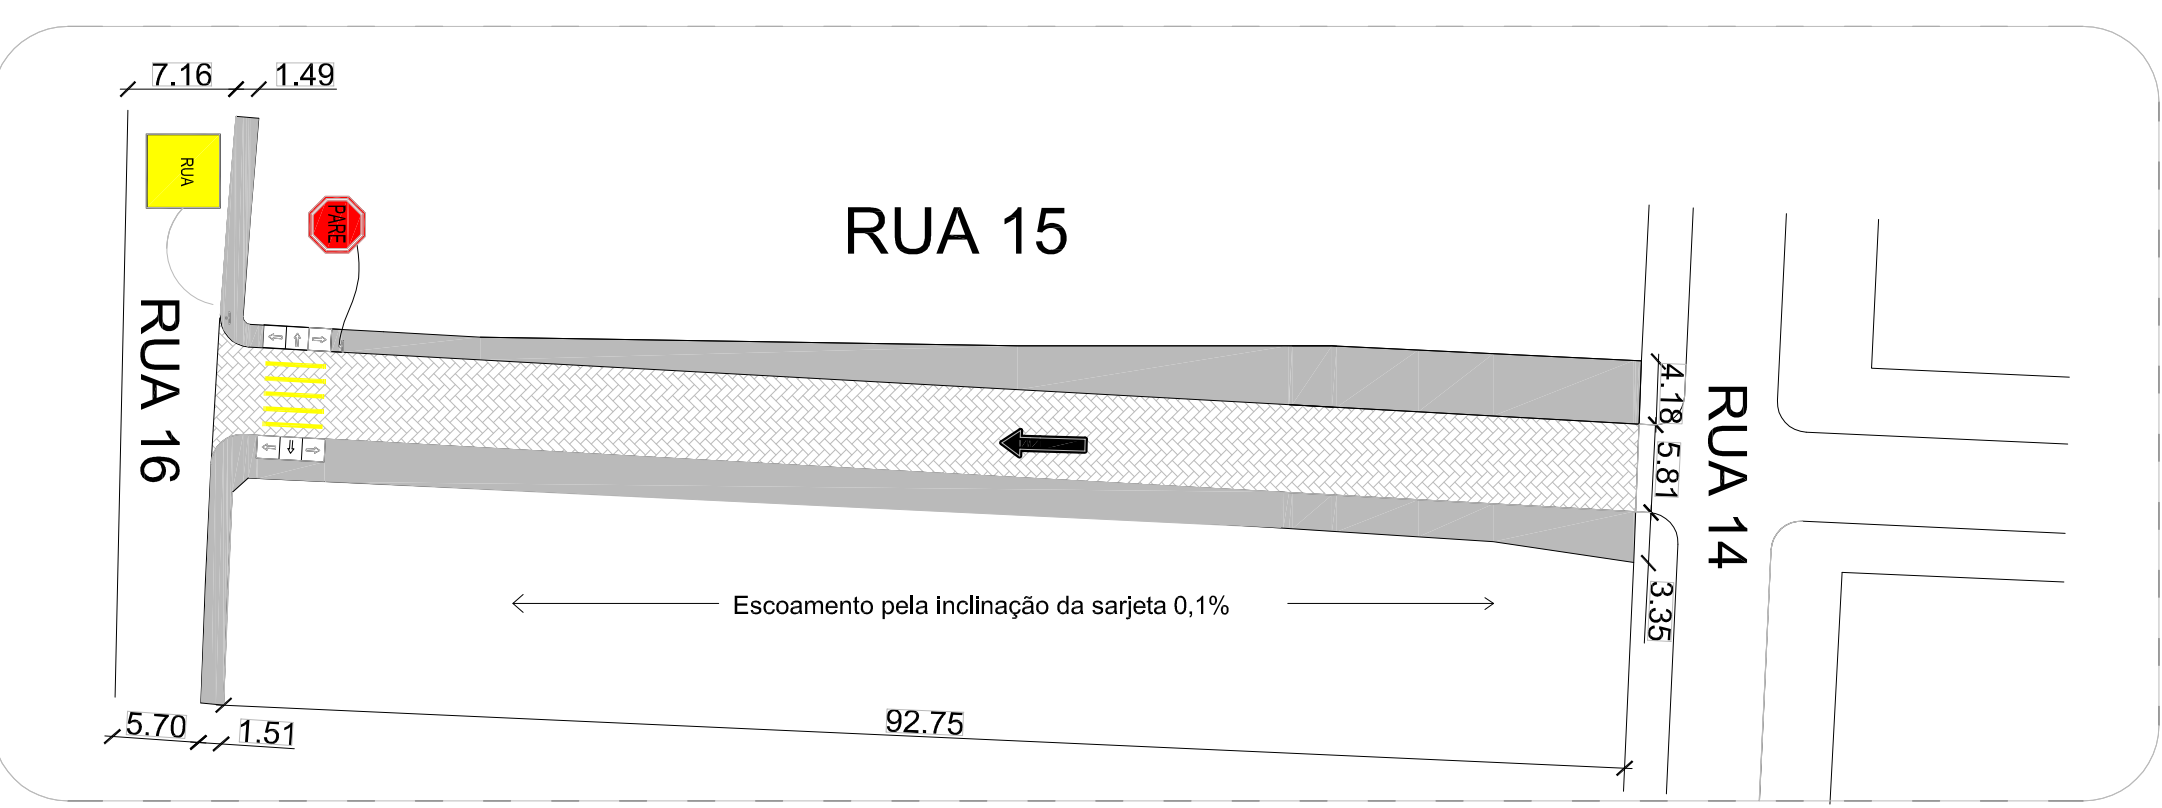 7.16
1.49
RUA
PARE
RUA 15
RUA 16
4.18
5.81
RUA 14
3.35
Escoamento pela inclinação da sarjeta 0,1%
92.75
5.70
1.51